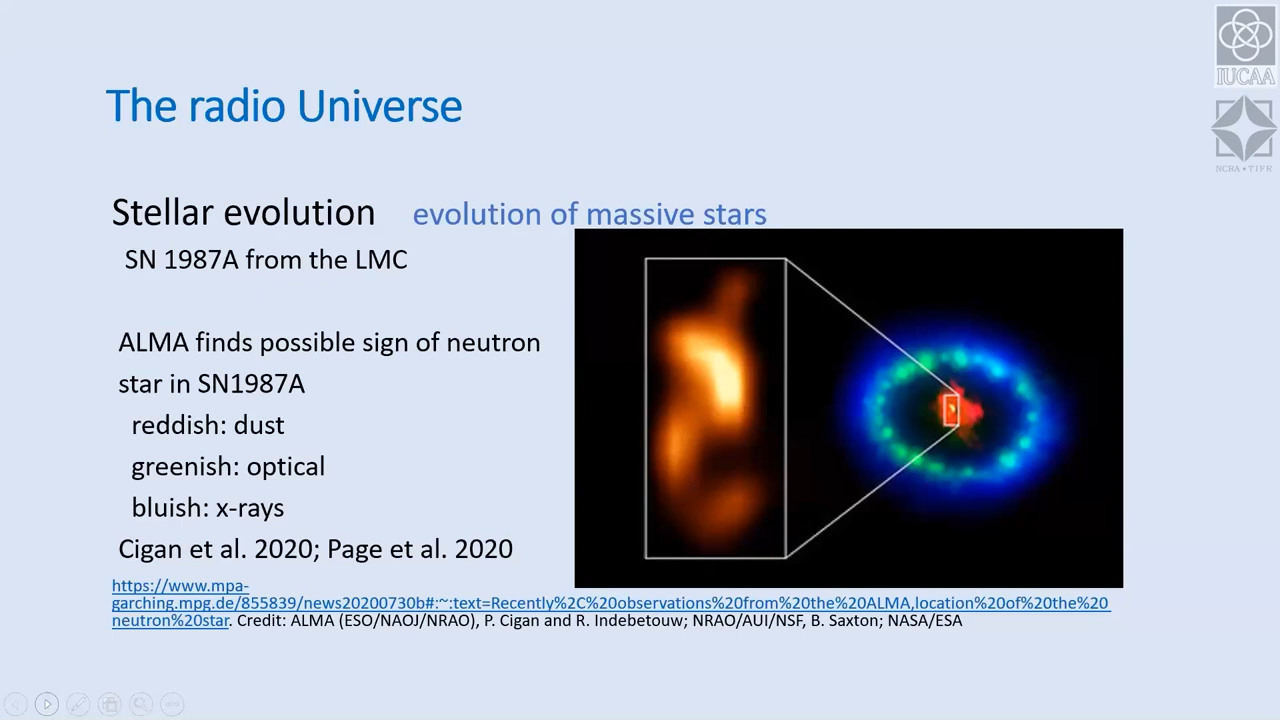 IUCAA
NCRA • TIFR
The radio Universe
Stellar evolution evolution of massive stars
SN 1987A from the LMC
ALMA finds possible sign of neutron
star in SN1987A
reddish: dust
greenish: optical
bluish: x-rays
Cigan et al. 2020; Page et al. 2020
https://www.mpa-
garching.mpg.de/855839/news20200730b#:~:text=Recently%2C%20observations%20from%20the%20ALMA,location%20of%20the%20
neutron%20star. Credit: ALMA (ESO/NAOJ/NRAO), P. Cigan and R. Indebetouw; NRAO/AUI/NSF, B. Saxton; NASA/ESA